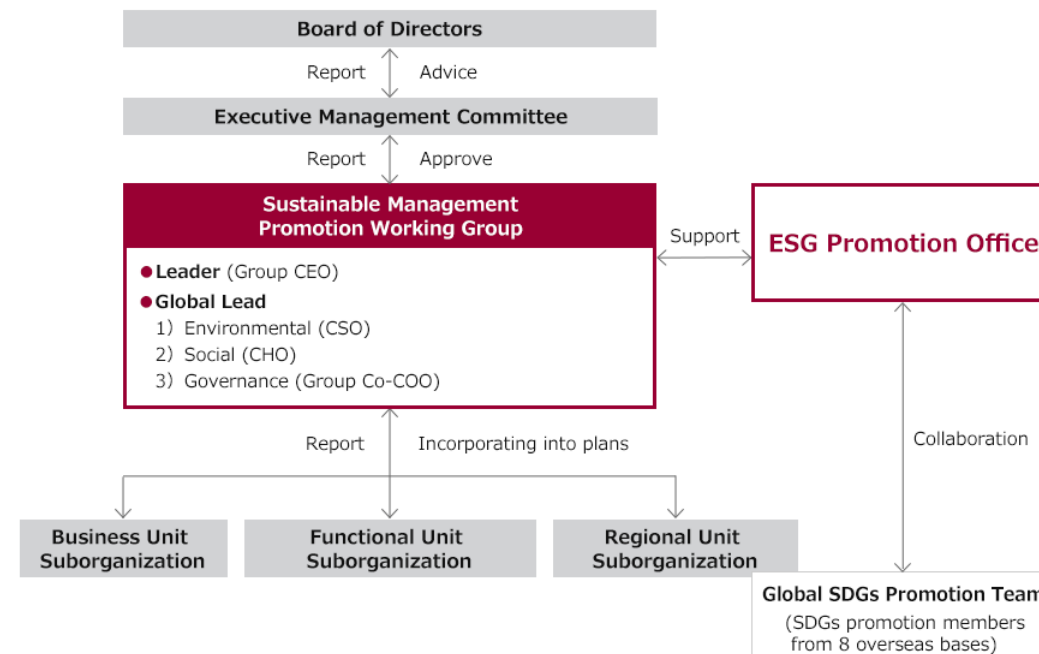 Board of Directors
Report Advice
Executive Management Committee
Report Approve
Sustainable Management
Promotion Working Group
●Leader (Group CEO)
●Global Lead
1) Environmental (CSO)
2) Social (CHO)
3) Governance (Group Co-COO)
Support
ESG Promotion Office
Report Incorporating into plans
Collaboration
Business Unit
Suborganization
Functional Unit
Suborganization
Regional Unit
Suborganization
Global SDGs Promotion Team
(SDGs promotion members
from 8 overseas bases)